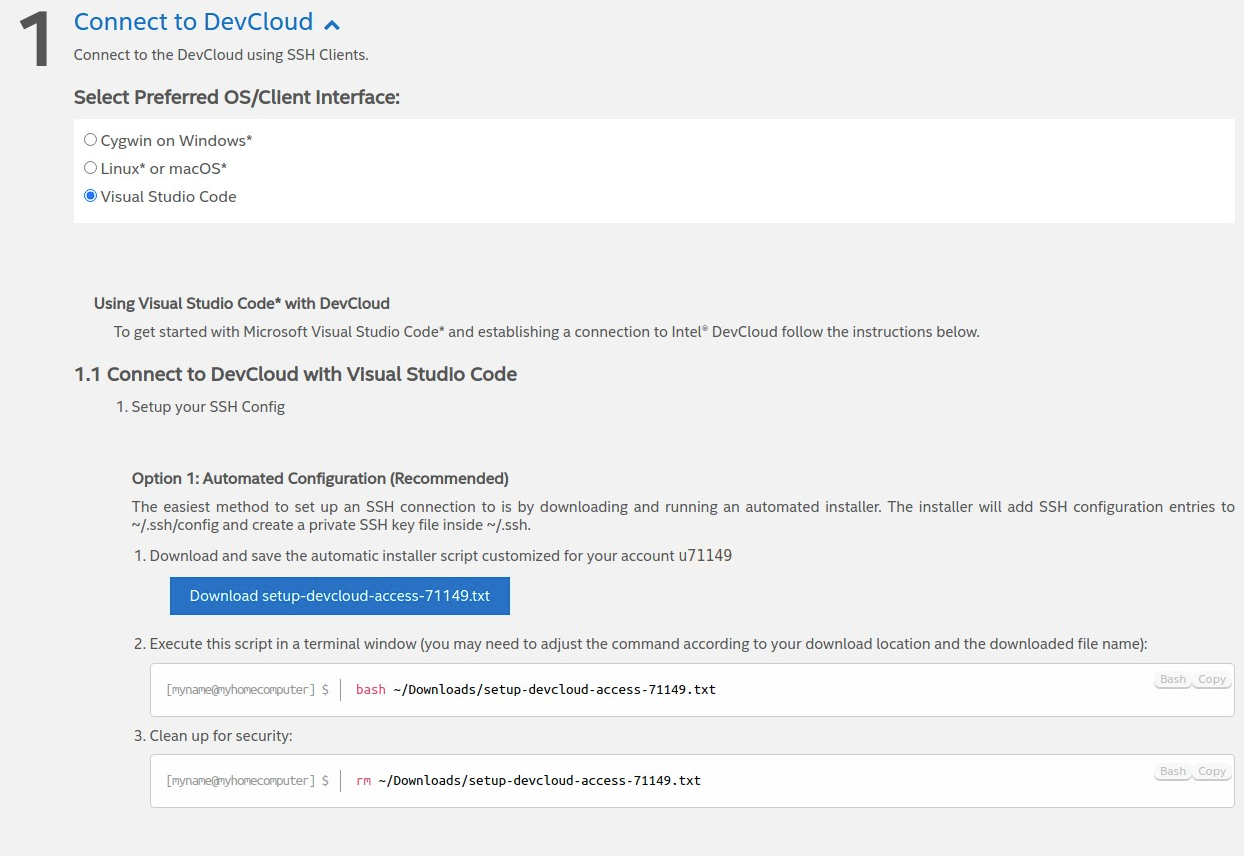 1
Connect to DevCloud
Connect to the DevCloud using SSH Clients.
Select Preferred OS/Client Interface:
Cygwin on Windows*
Linux* or macOS*
Visual Studio Code
Using Visual Studio Code* with DevCloud
To get started with Microsoft Visual Studio Code* and establishing a connection to Intel® DevCloud follow the instructions below.
1.1 Connect to DevCloud with Visual Studio Code
1. Setup your SSH Config
Option 1: Automated Configuration (Recommended)
The easiest method to set up an SSH connection to is by downloading and running an automated installer. The installer will add SSH configuration entries to
~/.ssh/config and create a private SSH key file inside ~/.ssh.
1. Download and save the automatic installer script customized for your account u71149
Download setup-devcloud-access-71149.txt
2. Execute this script in a terminal window (you may need to adjust the command according to your download location and the downloaded file name):
[myname@myhomecomputer] $ bash ~/Downloads/setup-devcloud-access-71149.txt
Bash Copy
3. Clean up for security:
[myname@myhomecomputer] $ rm ~/Downloads/setup-devcloud-access-71149.txt
Bash Copy